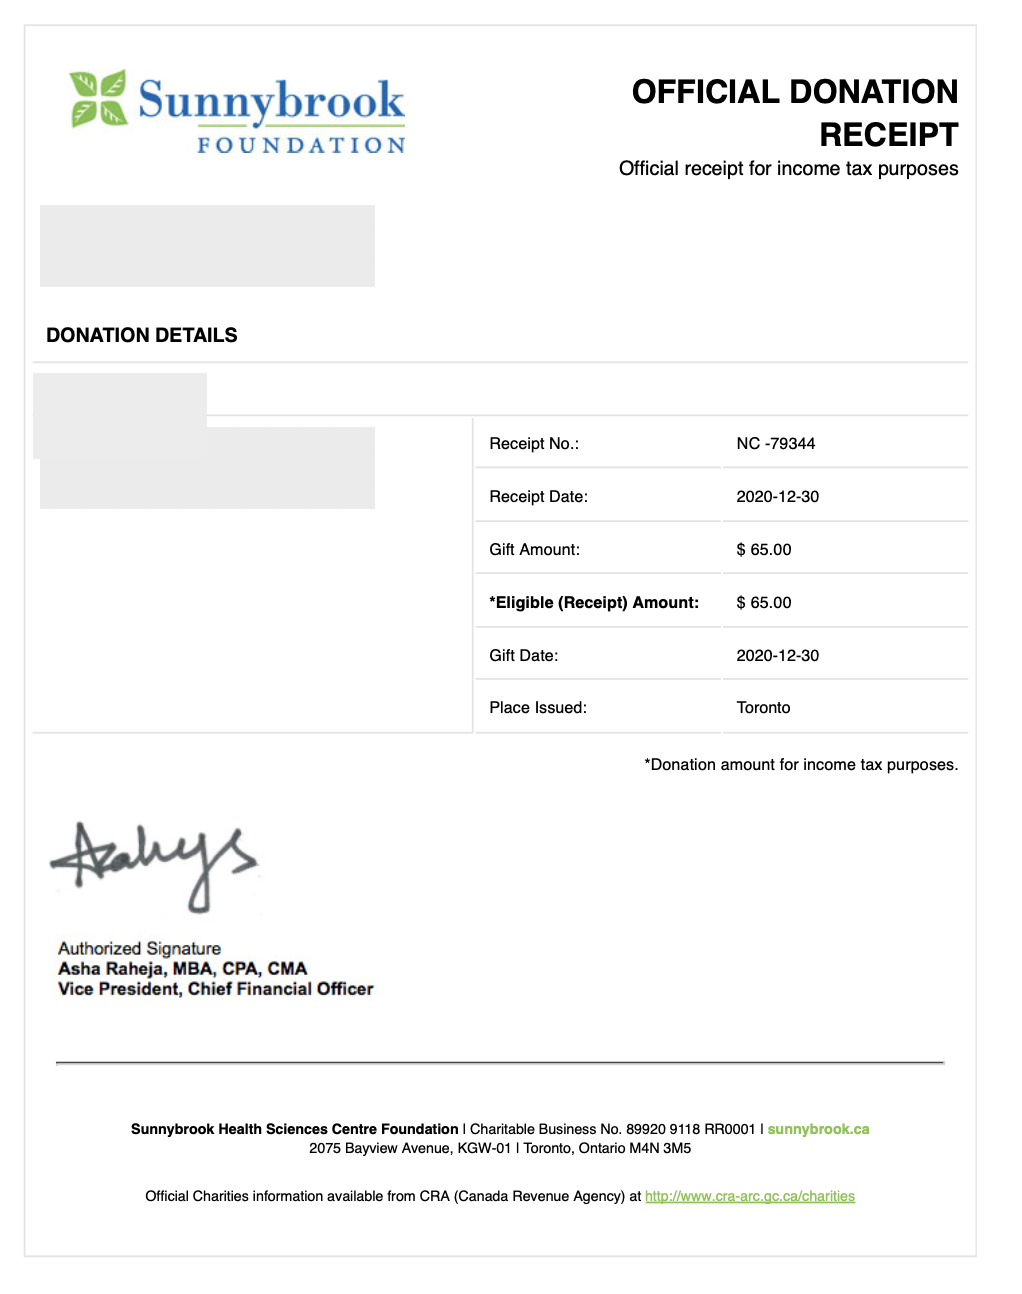 Sunnybrook
FOUNDATION
OFFICIAL DONATION
RECEIPT
Official receipt for income tax purposes
DONATION DETAILS
Receipt No.: NC -79344
Receipt Date: 2020-12-30
Gift Amount: $ 65.00
*Eligible (Receipt) Amount: $ 65.00
Gift Date: 2020-12-30
Place Issued: Toronto
*Donation amount for income tax purposes.
Authorized Signature
Asha Raheja, MBA, CPA, CMA
Vice President, Chief Financial Officer
Sunnybrook Health Sciences Centre Foundation | Charitable Business No. 89920 9118 RR0001 | sunnybrook.ca
2075 Bayview Avenue, KGW-01 | Toronto, Ontario M4N 3M5
Official Charities information available from CRA (Canada Revenue Agency) at http://www.cra-arc.gc.ca/charities